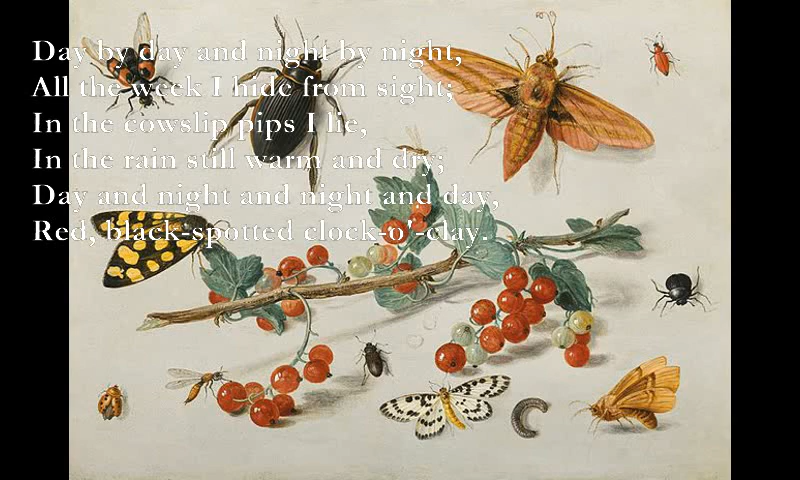 Day by day and night by night,
All the week I hide from sight;
In the cowslip pips I lie,
In the rain still warm and dry;
Day and night and night and day,
Red, black-spotted clock-o'-clay.